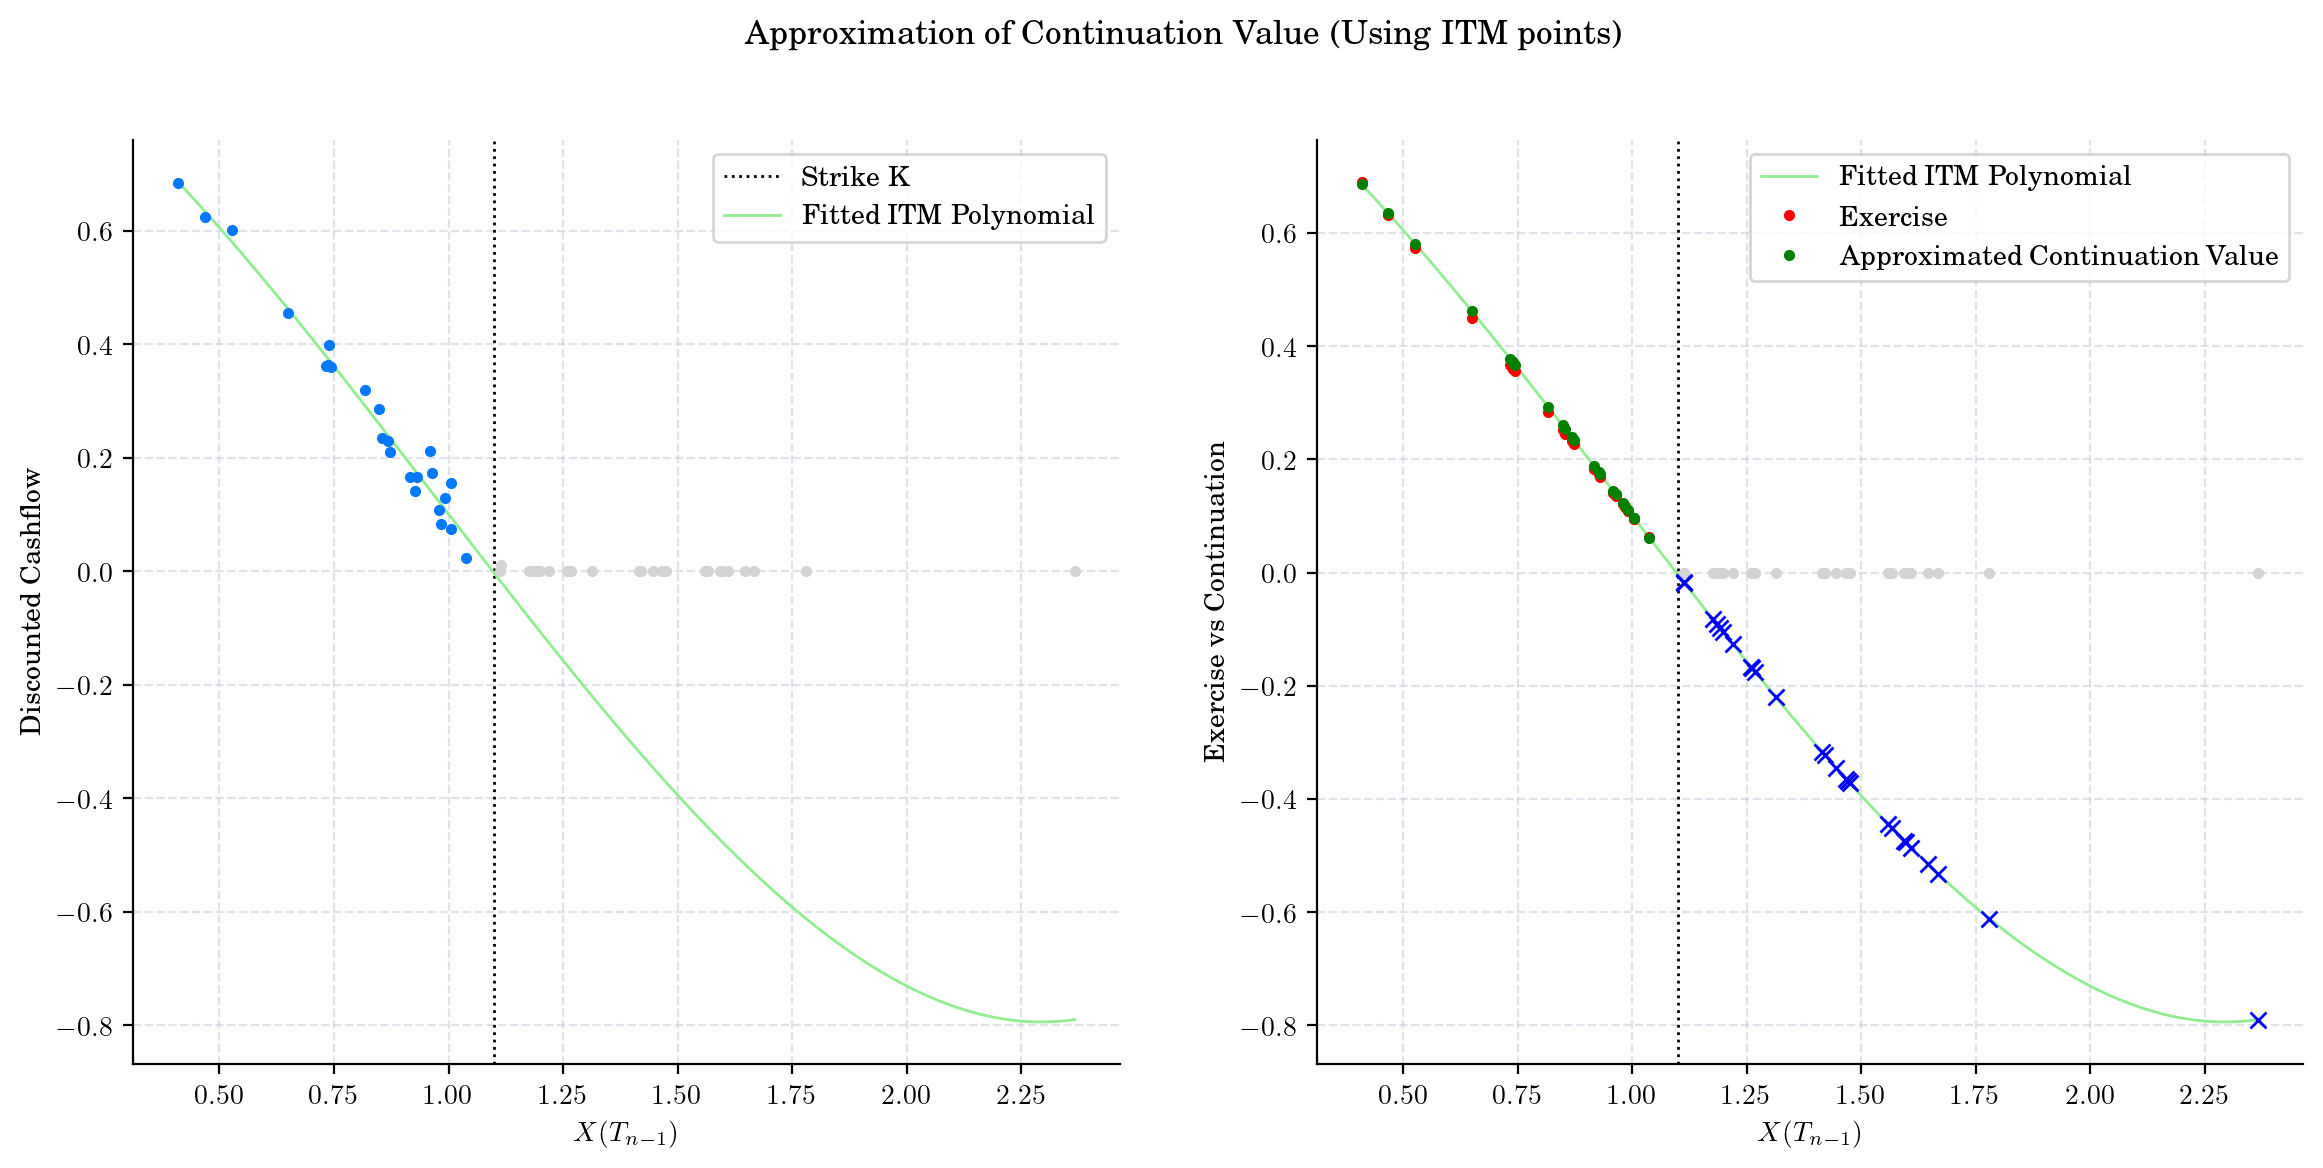 Approximation of Continuation Value (Using ITM points)
Discounted Cashflow
0.6
0.4
0.2
0.0
−0.2
−0.4
−0.6
−0.8
Strike K
Fitted ITM Polynomial
0.50 0.75 1.00 1.25 1.50 1.75 2.00 2.25
X(Tₙ₋₁)
Exercise vs Continuation
0.6
0.4
0.2
0.0
−0.2
−0.4
−0.6
−0.8
Fitted ITM Polynomial
Exercise
Approximated Continuation Value
0.50 0.75 1.00 1.25 1.50 1.75 2.00 2.25
X(Tₙ₋₁)